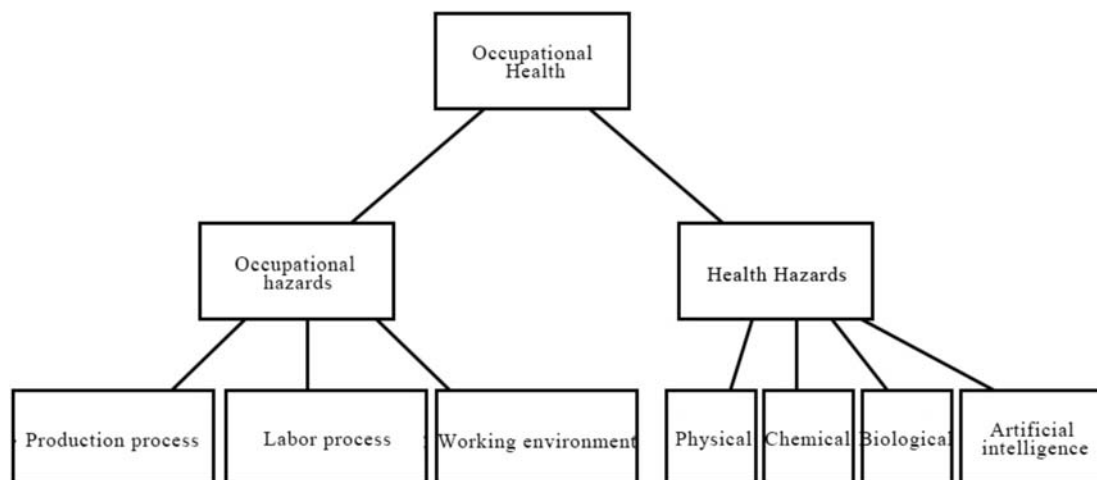 Occupational
Health
Occupational
hazards
Health Hazards
Production process
Labor process
Working environment
Physical
Chemical
Biological
Artificial
intelligence